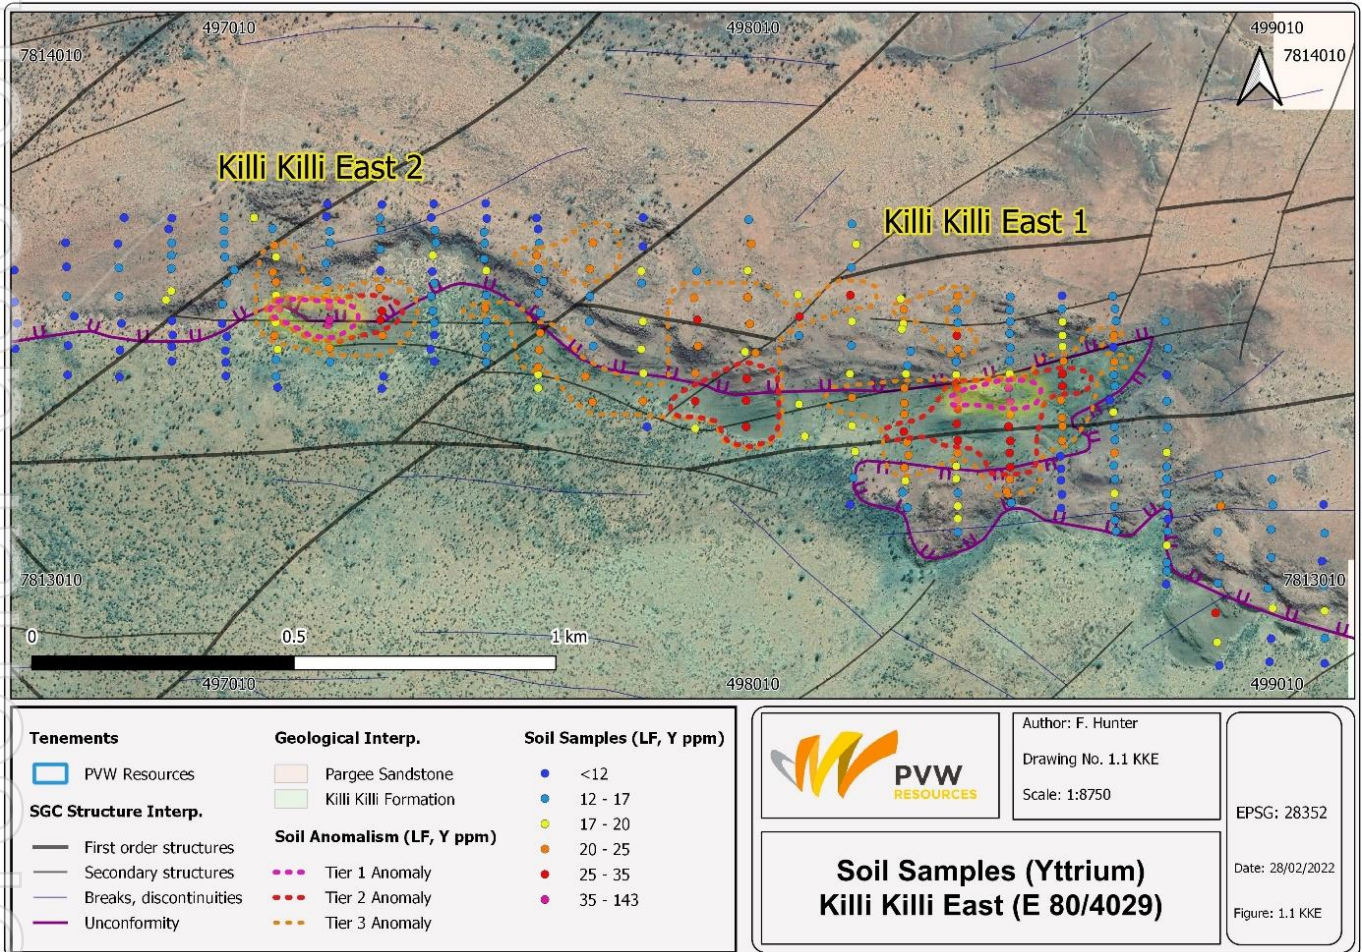 497010 498010 499010
7814010 7814010
Killi Killi East 2
Killi Killi East 1
7813010 7813010
0 0.5 1 km
497010 498010 499010
Tenements
PVW Resources
SGC Structure Interp.
First order structures
Secondary structures
Breaks, discontinuities
Unconformity
Geological Interp.
Pargee Sandstone
Killi Killi Formation
Soil Anomalism (LF, Y ppm)
Tier 1 Anomaly
Tier 2 Anomaly
Tier 3 Anomaly
Soil Samples (LF, Y ppm)
<12
12 - 17
17 - 20
20 - 25
25 - 35
35 - 143
PVW
RESOURCES
Author: F. Hunter
Drawing No. 1.1 KKE
Scale: 1:8750
Soil Samples (Yttrium)
Killi Killi East (E 80/4029)
EPSG: 28352
Date: 28/02/2022
Figure: 1.1 KKE